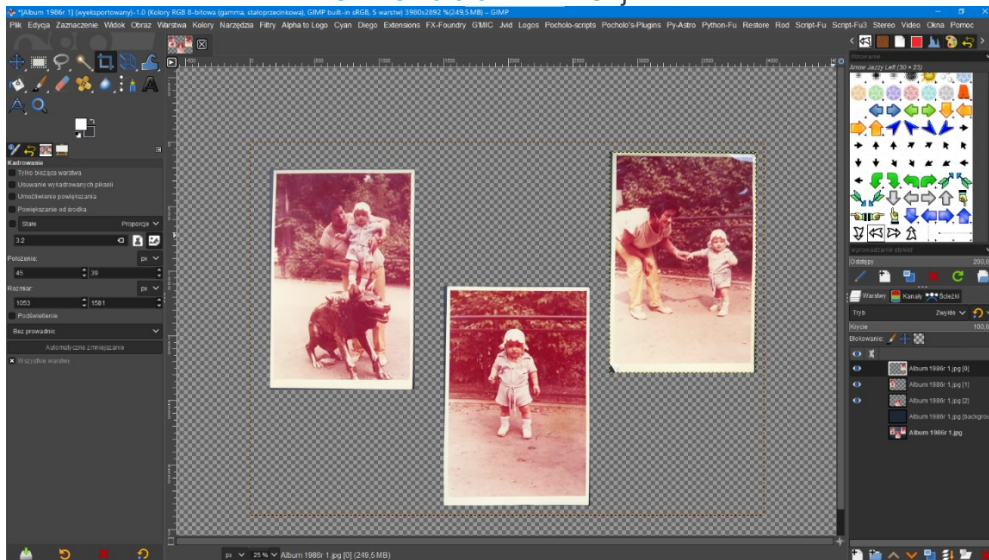 *[Album 1986r 1] (wyeksportowany)-1.0 (Kolory RGB 8-bitowa (gamma, stałoprzecinkowa), GIMP built-in sRGB, 5 warstw) 3980x2892 %(249,5 MB) – GIMP
Plik Edycja Zaznaczenie Widok Obraz Warstwa Kolory Narzędzia Filtry Alpha to Logo Cyan Diego Extensions FX-Foundry G'MIC Jvid Logos Pocholo-scripts Pocholo's-Plugins Py-Astro Python-Fu Restore Rod Script-Fu Script-Fu3 Stereo Video Okna Pomoc
Arrow Jazzy Left (30 × 23)
Kadrowanie
Tylko bieżąca warstwa
Usuwanie wykadrowanych pikseli
Umożliwienie powiększania
Powiększanie od środka
Stałe Proporcje
3:2
Położenie: px
45 39
Rozmiar: px
1053 1581
Podświetlenie
Bez prowadnic
Automatyczne zmniejszanie
Wszystkie warstwy
Odstępy 200,0
Warstwy Kanały Ścieżki
Tryb Zwykłe
Krycie 100,0
Blokowanie:
Album 1986r 1.jpg [0]
Album 1986r 1.jpg [1]
Album 1986r 1.jpg [2]
Album 1986r 1.jpg [backgrou
Album 1986r 1.jpg
px 25 % Album 1986r 1.jpg [0] (249,5 MB)